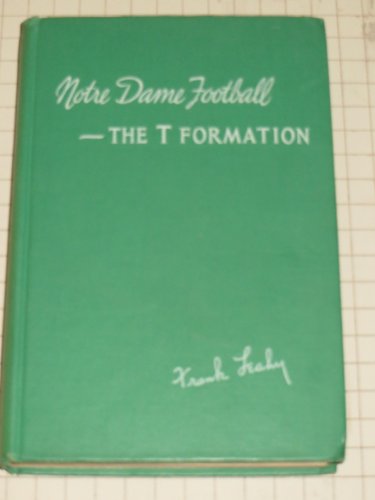 Notre Dame Football
— THE T FORMATION
Frank Leahy